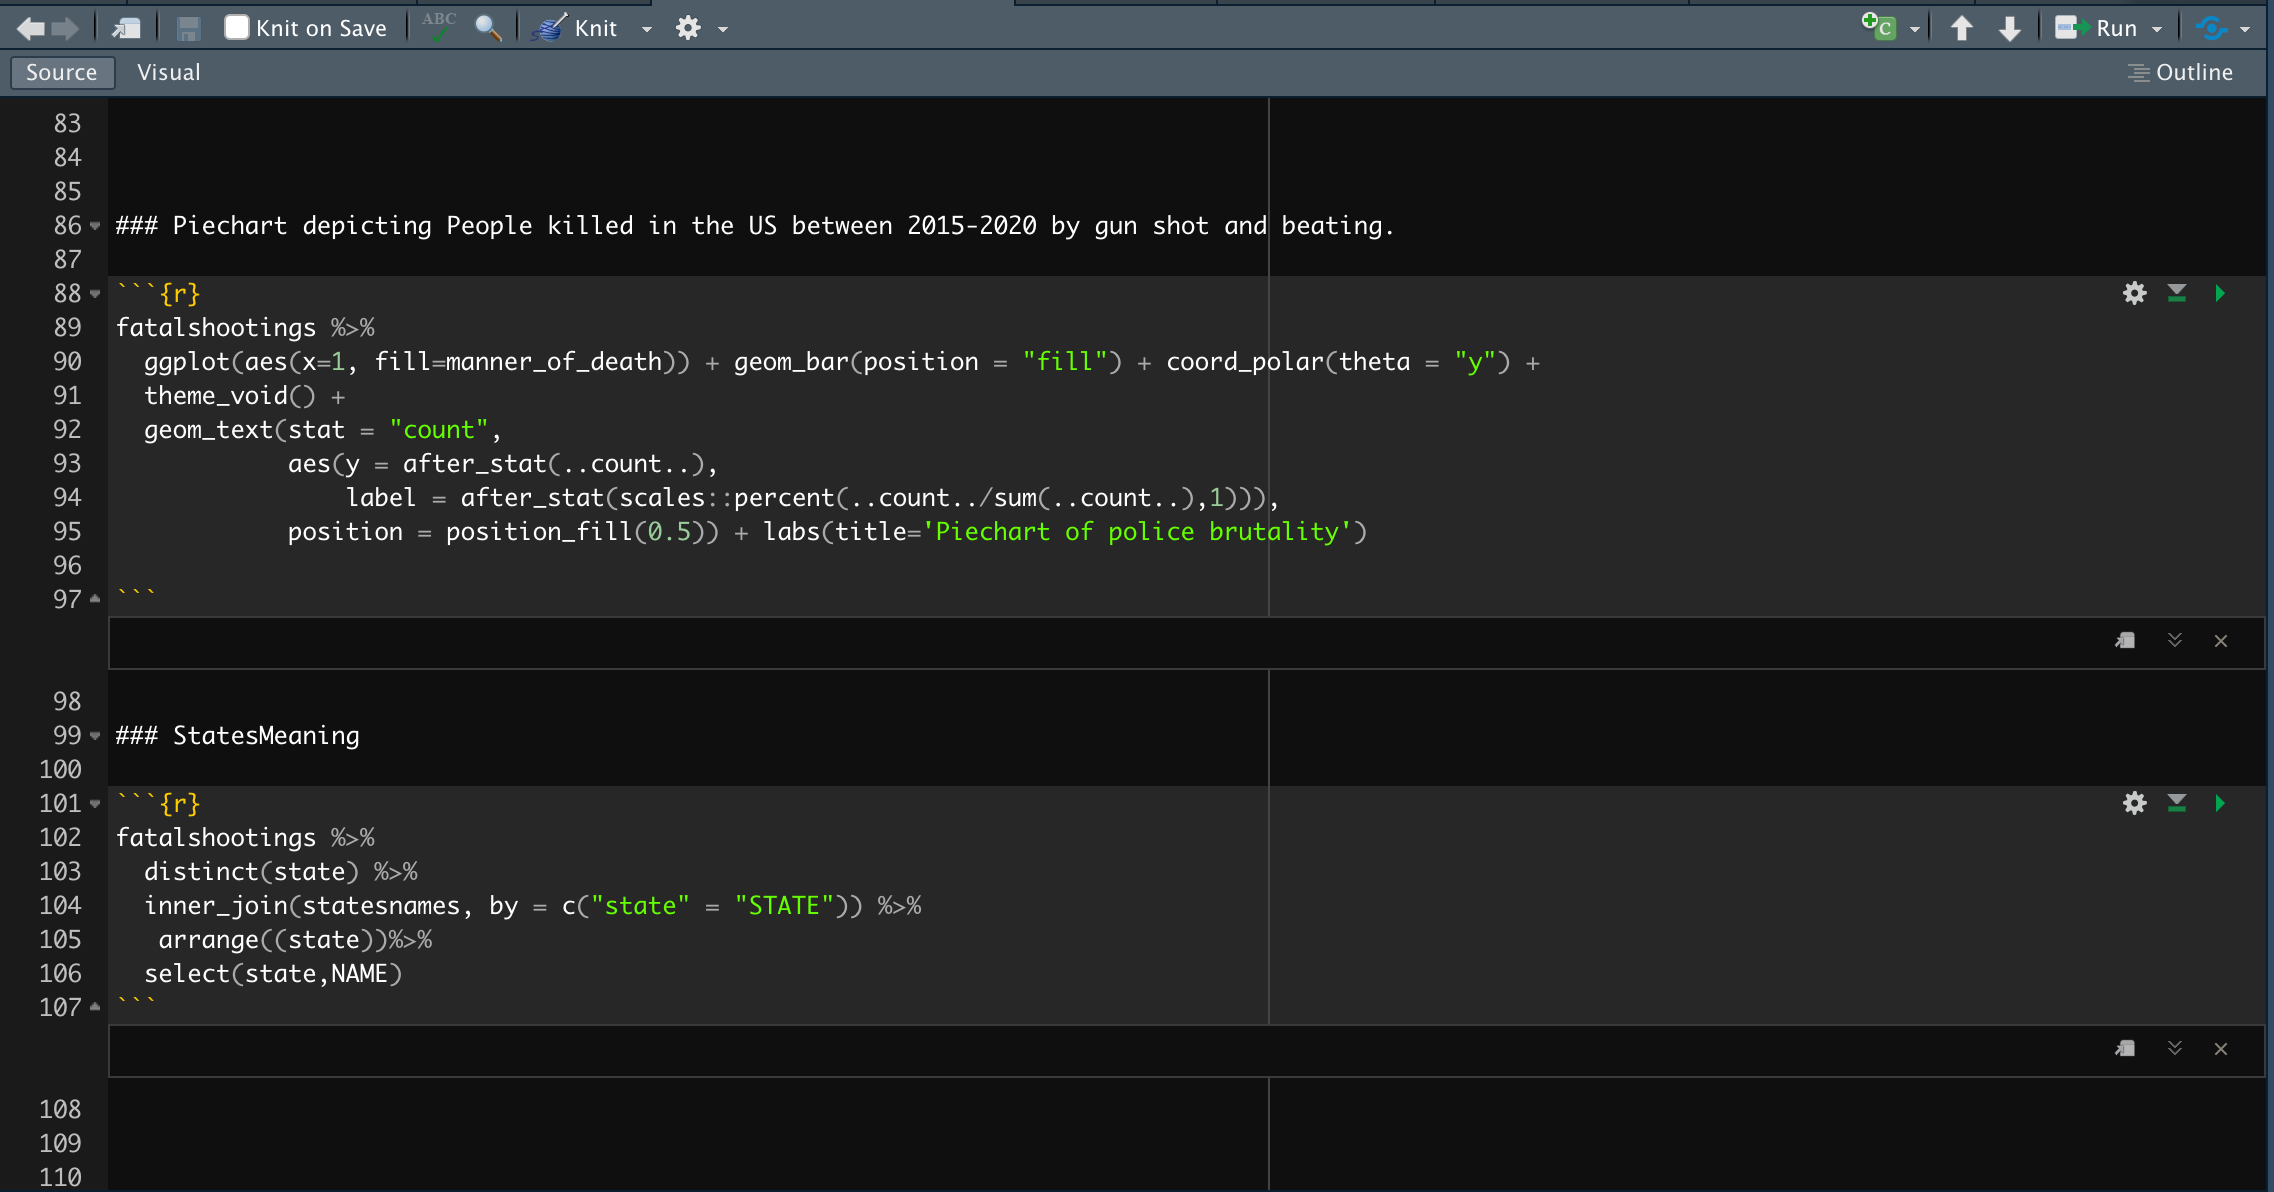 Knit on Save ABC Knit C Run
Source Visual Outline
83
84
85
86 ### Piechart depicting People killed in the US between 2015-2020 by gun shot and beating.
87
88 ```{r}
89 fatalshootings %>%
90   ggplot(aes(x=1, fill=manner_of_death)) + geom_bar(position = "fill") + coord_polar(theta = "y") +
91   theme_void() +
92   geom_text(stat = "count",
93             aes(y = after_stat(..count..),
94                 label = after_stat(scales::percent(..count../sum(..count..),1))),
95             position = position_fill(0.5)) + labs(title='Piechart of police brutality')
96
97 ```
98
99 ### StatesMeaning
100
101 ```{r}
102 fatalshootings %>%
103   distinct(state) %>%
104   inner_join(statesnames, by = c("state" = "STATE")) %>%
105    arrange((state))%>%
106   select(state,NAME)
107 ```
108
109
110